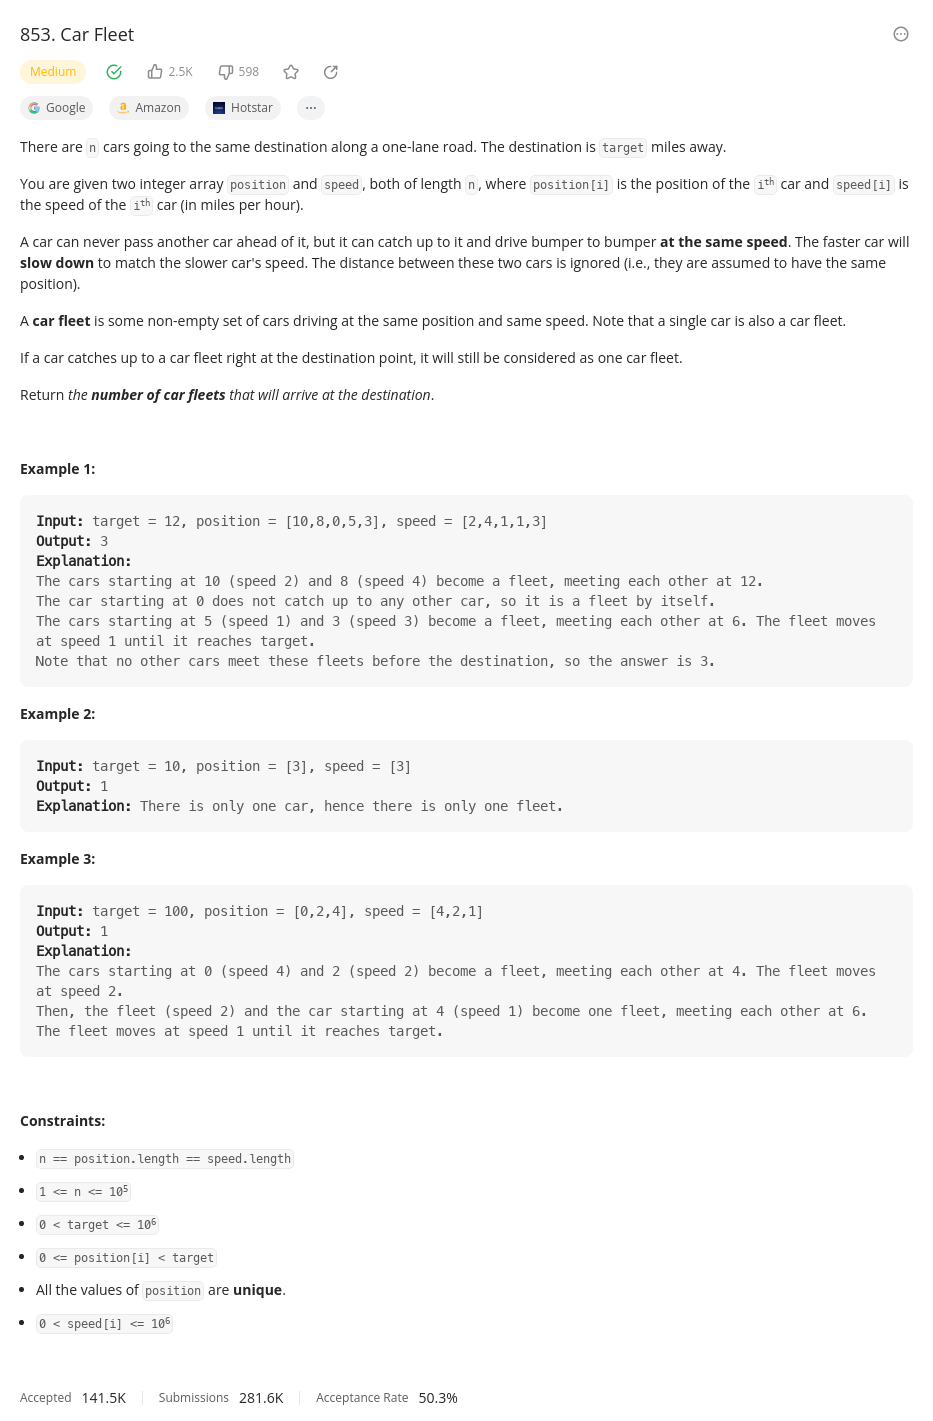 853. Car Fleet
Medium
2.5K
598
Google
Amazon
Hotstar
...
There are n cars going to the same destination along a one-lane road. The destination is target miles away.
You are given two integer array position and speed, both of length n, where position[i] is the position of the ith car and speed[i] is
the speed of the ith car (in miles per hour).
A car can never pass another car ahead of it, but it can catch up to it and drive bumper to bumper at the same speed. The faster car will
slow down to match the slower car's speed. The distance between these two cars is ignored (i.e., they are assumed to have the same
position).
A car fleet is some non-empty set of cars driving at the same position and same speed. Note that a single car is also a car fleet.
If a car catches up to a car fleet right at the destination point, it will still be considered as one car fleet.
Return the number of car fleets that will arrive at the destination.
Example 1:
Input: target = 12, position = [10,8,0,5,3], speed = [2,4,1,1,3]
Output: 3
Explanation:
The cars starting at 10 (speed 2) and 8 (speed 4) become a fleet, meeting each other at 12.
The car starting at 0 does not catch up to any other car, so it is a fleet by itself.
The cars starting at 5 (speed 1) and 3 (speed 3) become a fleet, meeting each other at 6. The fleet moves
at speed 1 until it reaches target.
Note that no other cars meet these fleets before the destination, so the answer is 3.
Example 2:
Input: target = 10, position = [3], speed = [3]
Output: 1
Explanation: There is only one car, hence there is only one fleet.
Example 3:
Input: target = 100, position = [0,2,4], speed = [4,2,1]
Output: 1
Explanation:
The cars starting at 0 (speed 4) and 2 (speed 2) become a fleet, meeting each other at 4. The fleet moves
at speed 2.
Then, the fleet (speed 2) and the car starting at 4 (speed 1) become one fleet, meeting each other at 6.
The fleet moves at speed 1 until it reaches target.
Constraints:
• n == position.length == speed.length
• 1 <= n <= 10⁵
• 0 < target <= 10⁶
• 0 <= position[i] < target
• All the values of position are unique.
• 0 < speed[i] <= 10⁶
Accepted 141.5K Submissions 281.6K Acceptance Rate 50.3%